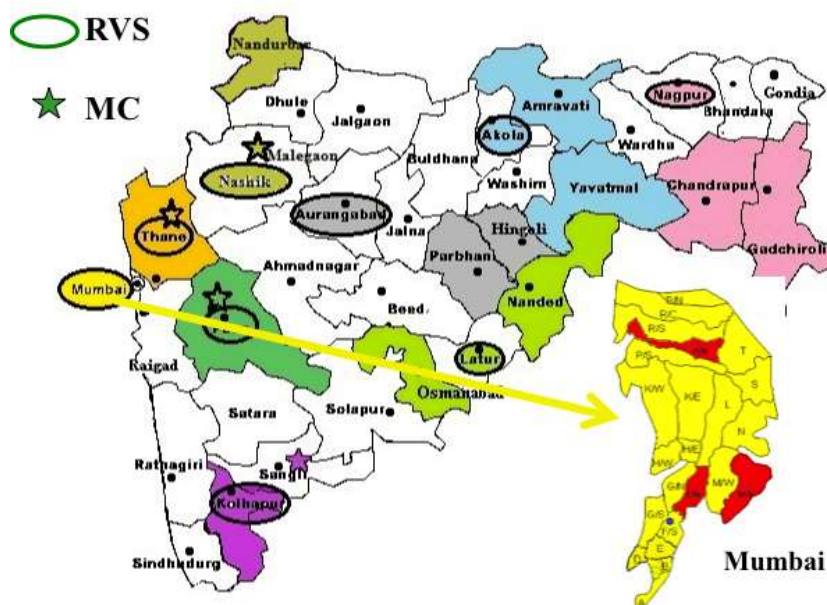 RVS
MC
Nandurbar
Dhule
Jalgaon
Malegaon
Nashik
Buldhana
Akola
Amravati
Nagpur
Bhandara
Gondia
Wardha
Washim
Yavatmal
Chandrapur
Gadchiroli
Aurangabad
Jalna
Hingoli
Parbhani
Nanded
Thane
Mumbai
Ahmadnagar
Beed
Latur
Raigad
Osmanabad
Satara
Solapur
Ratnagiri
Sangli
Kolhapur
Sindhudurg
R/C
R/S
P/S
T
S
K/W
K/E
L
N
H/W
H/E
M/W
G/N
G/S
F/S
E
D
B
A
Mumbai